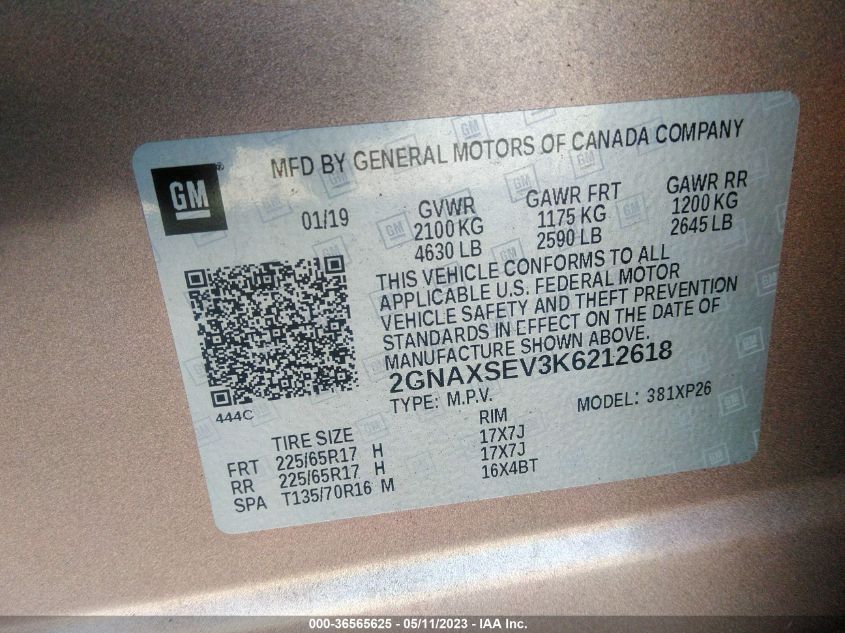 MFD BY GENERAL MOTORS OF CANADA COMPANY
GM ®
01/19
GVWR GAWR FRT GAWR RR
2100 KG 1175 KG 1200 KG
4630 LB 2590 LB 2645 LB
THIS VEHICLE CONFORMS TO ALL
APPLICABLE U.S. FEDERAL MOTOR
VEHICLE SAFETY AND THEFT PREVENTION
STANDARDS IN EFFECT ON THE DATE OF
MANUFACTURE SHOWN ABOVE.
2GNAXSEV3K6212618
444C
TYPE: M.P.V. MODEL: 381XP26
TIRE SIZE RIM
FRT 225/65R17 H 17X7J
RR 225/65R17 H 17X7J
SPA T135/70R16 M 16X4BT
000-36565625 - 05/11/2023 - © IAA Inc.